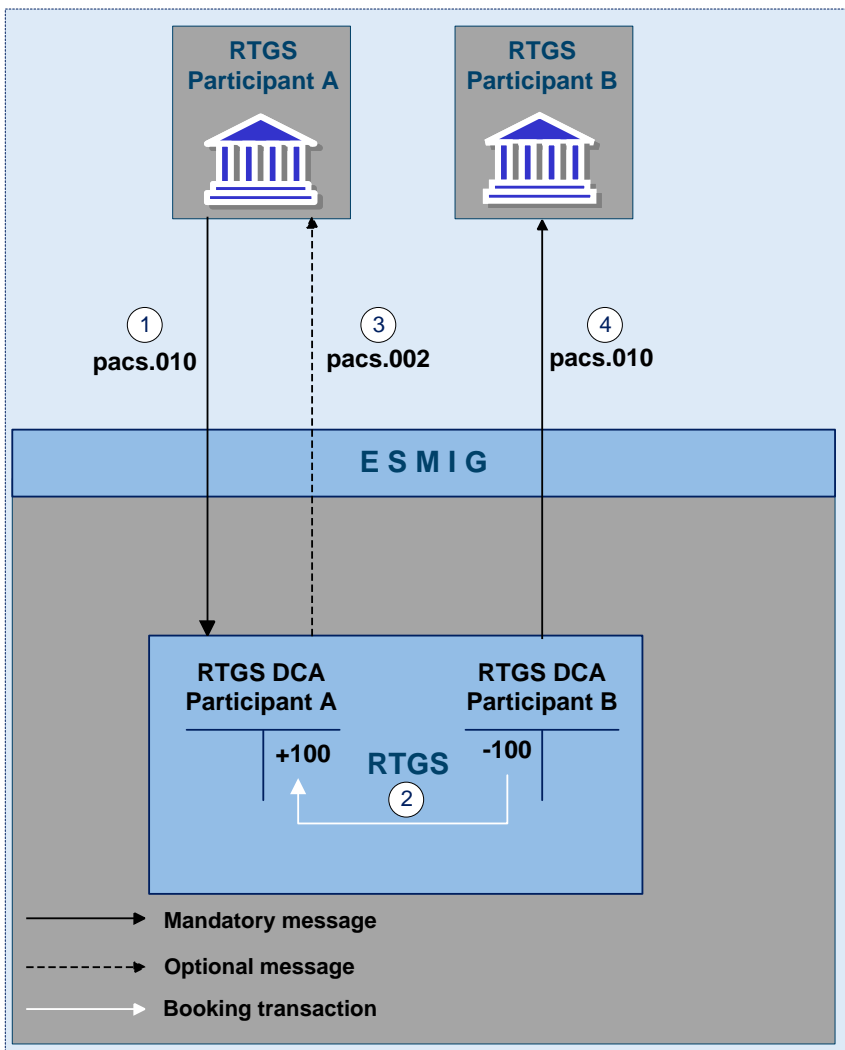 RTGS
Participant A
RTGS
Participant B
1
pacs.010
3
pacs.002
4
pacs.010
E S M I G
RTGS DCA
Participant A
RTGS DCA
Participant B
+100
RTGS
-100
2
Mandatory message
Optional message
Booking transaction